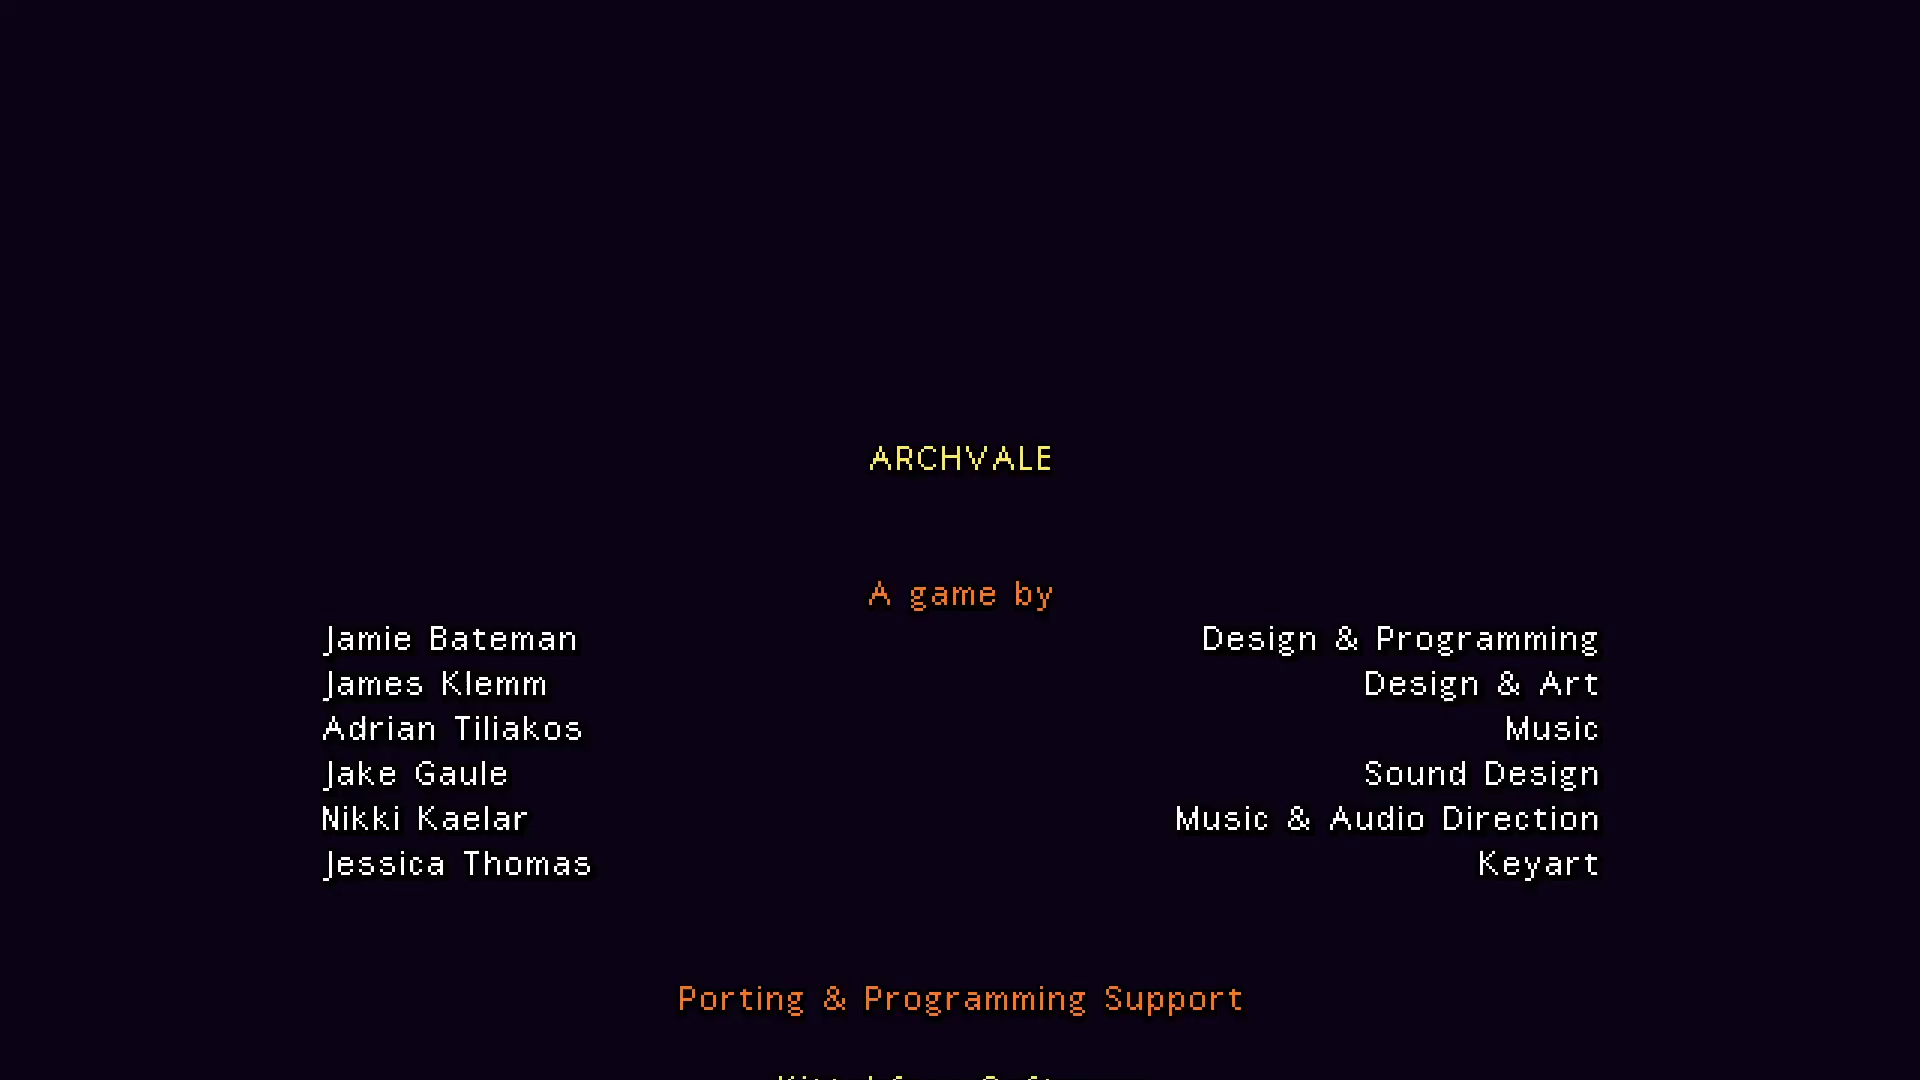 ARCHVALE
A game by
Jamie Bateman Design & Programming
James Klemm Design & Art
Adrian Tiliakos Music
Jake Gaule Sound Design
Nikki Kaelar Music & Audio Direction
Jessica Thomas Keyart
Porting & Programming Support